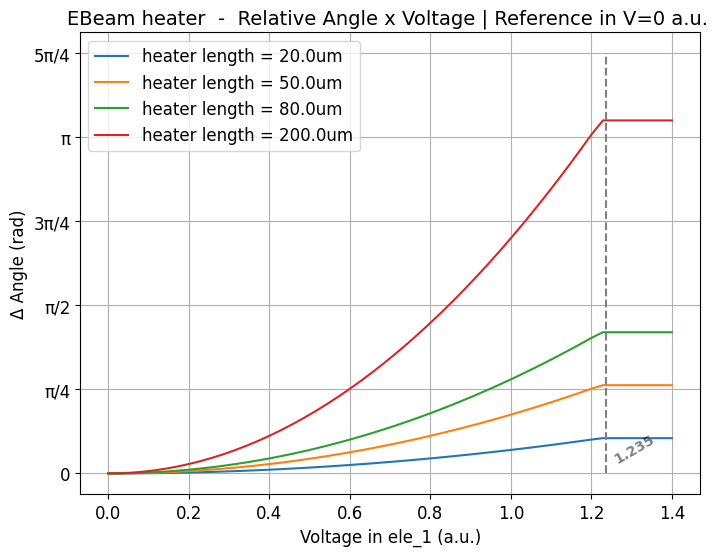 EBeam heater  -  Relative Angle x Voltage | Reference in V=0 a.u.
heater length = 20.0um
heater length = 50.0um
heater length = 80.0um
heater length = 200.0um
5π/4
π
3π/4
π/2
π/4
0
Δ Angle (rad)
1.235
0.0 0.2 0.4 0.6 0.8 1.0 1.2 1.4
Voltage in ele_1 (a.u.)